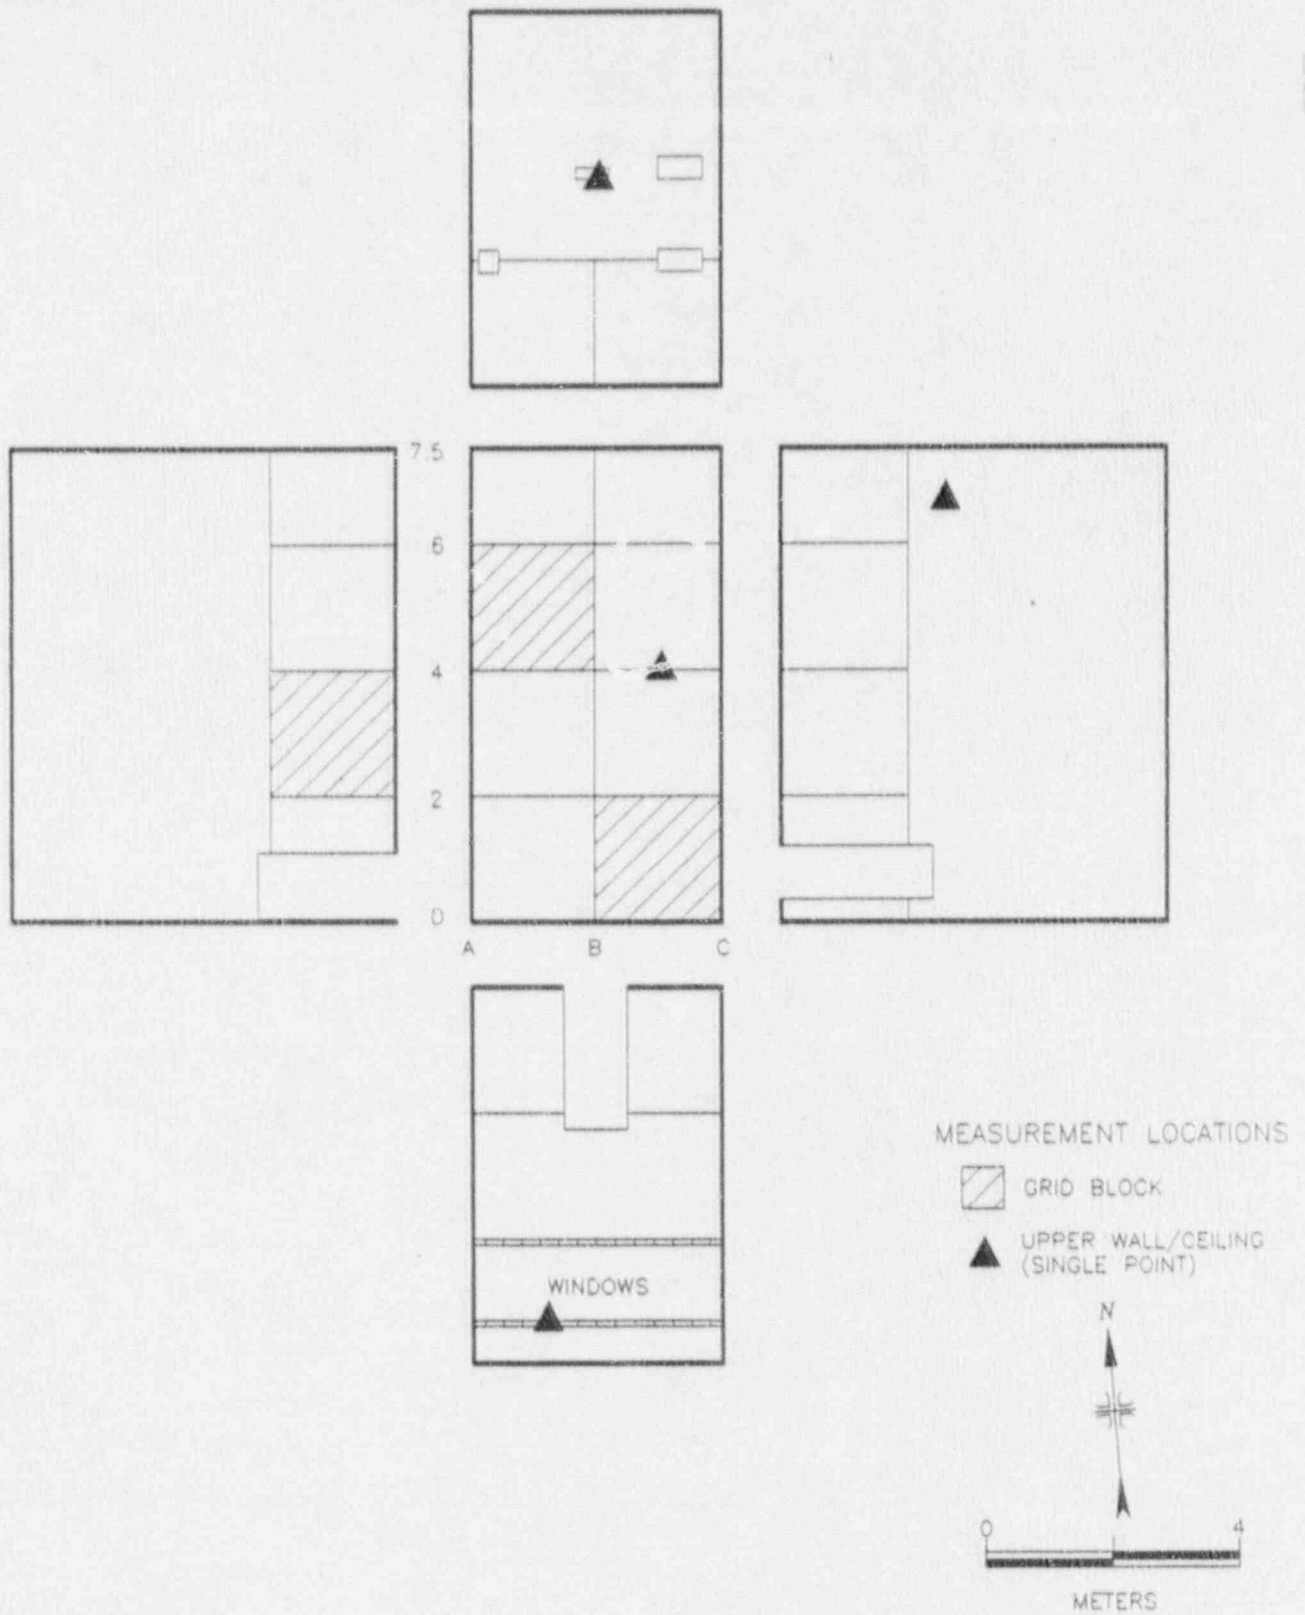 7.5
6
4
2
0
A B C
WINDOWS
MEASUREMENT LOCATIONS
GRID BLOCK
UPPER WALL/CEILING
(SINGLE POINT)
N
0 4
METERS